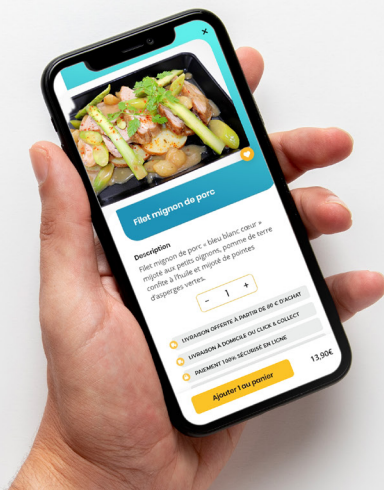 ×
Filet mignon de porc
Description
Filet mignon de porc « bleu blanc cœur »
mijoté aux petits oignons, pomme de terre
confite à l'huile et mijoté de pointes
d'asperges vertes.
- 1 +
LIVRAISON OFFERTE À PARTIR DE 60 € D'ACHAT
LIVRAISON À DOMICILE OU CLICK & COLLECT
PAIEMENT 100% SÉCURISÉ EN LIGNE
Ajouter 1 au panier 13,90€